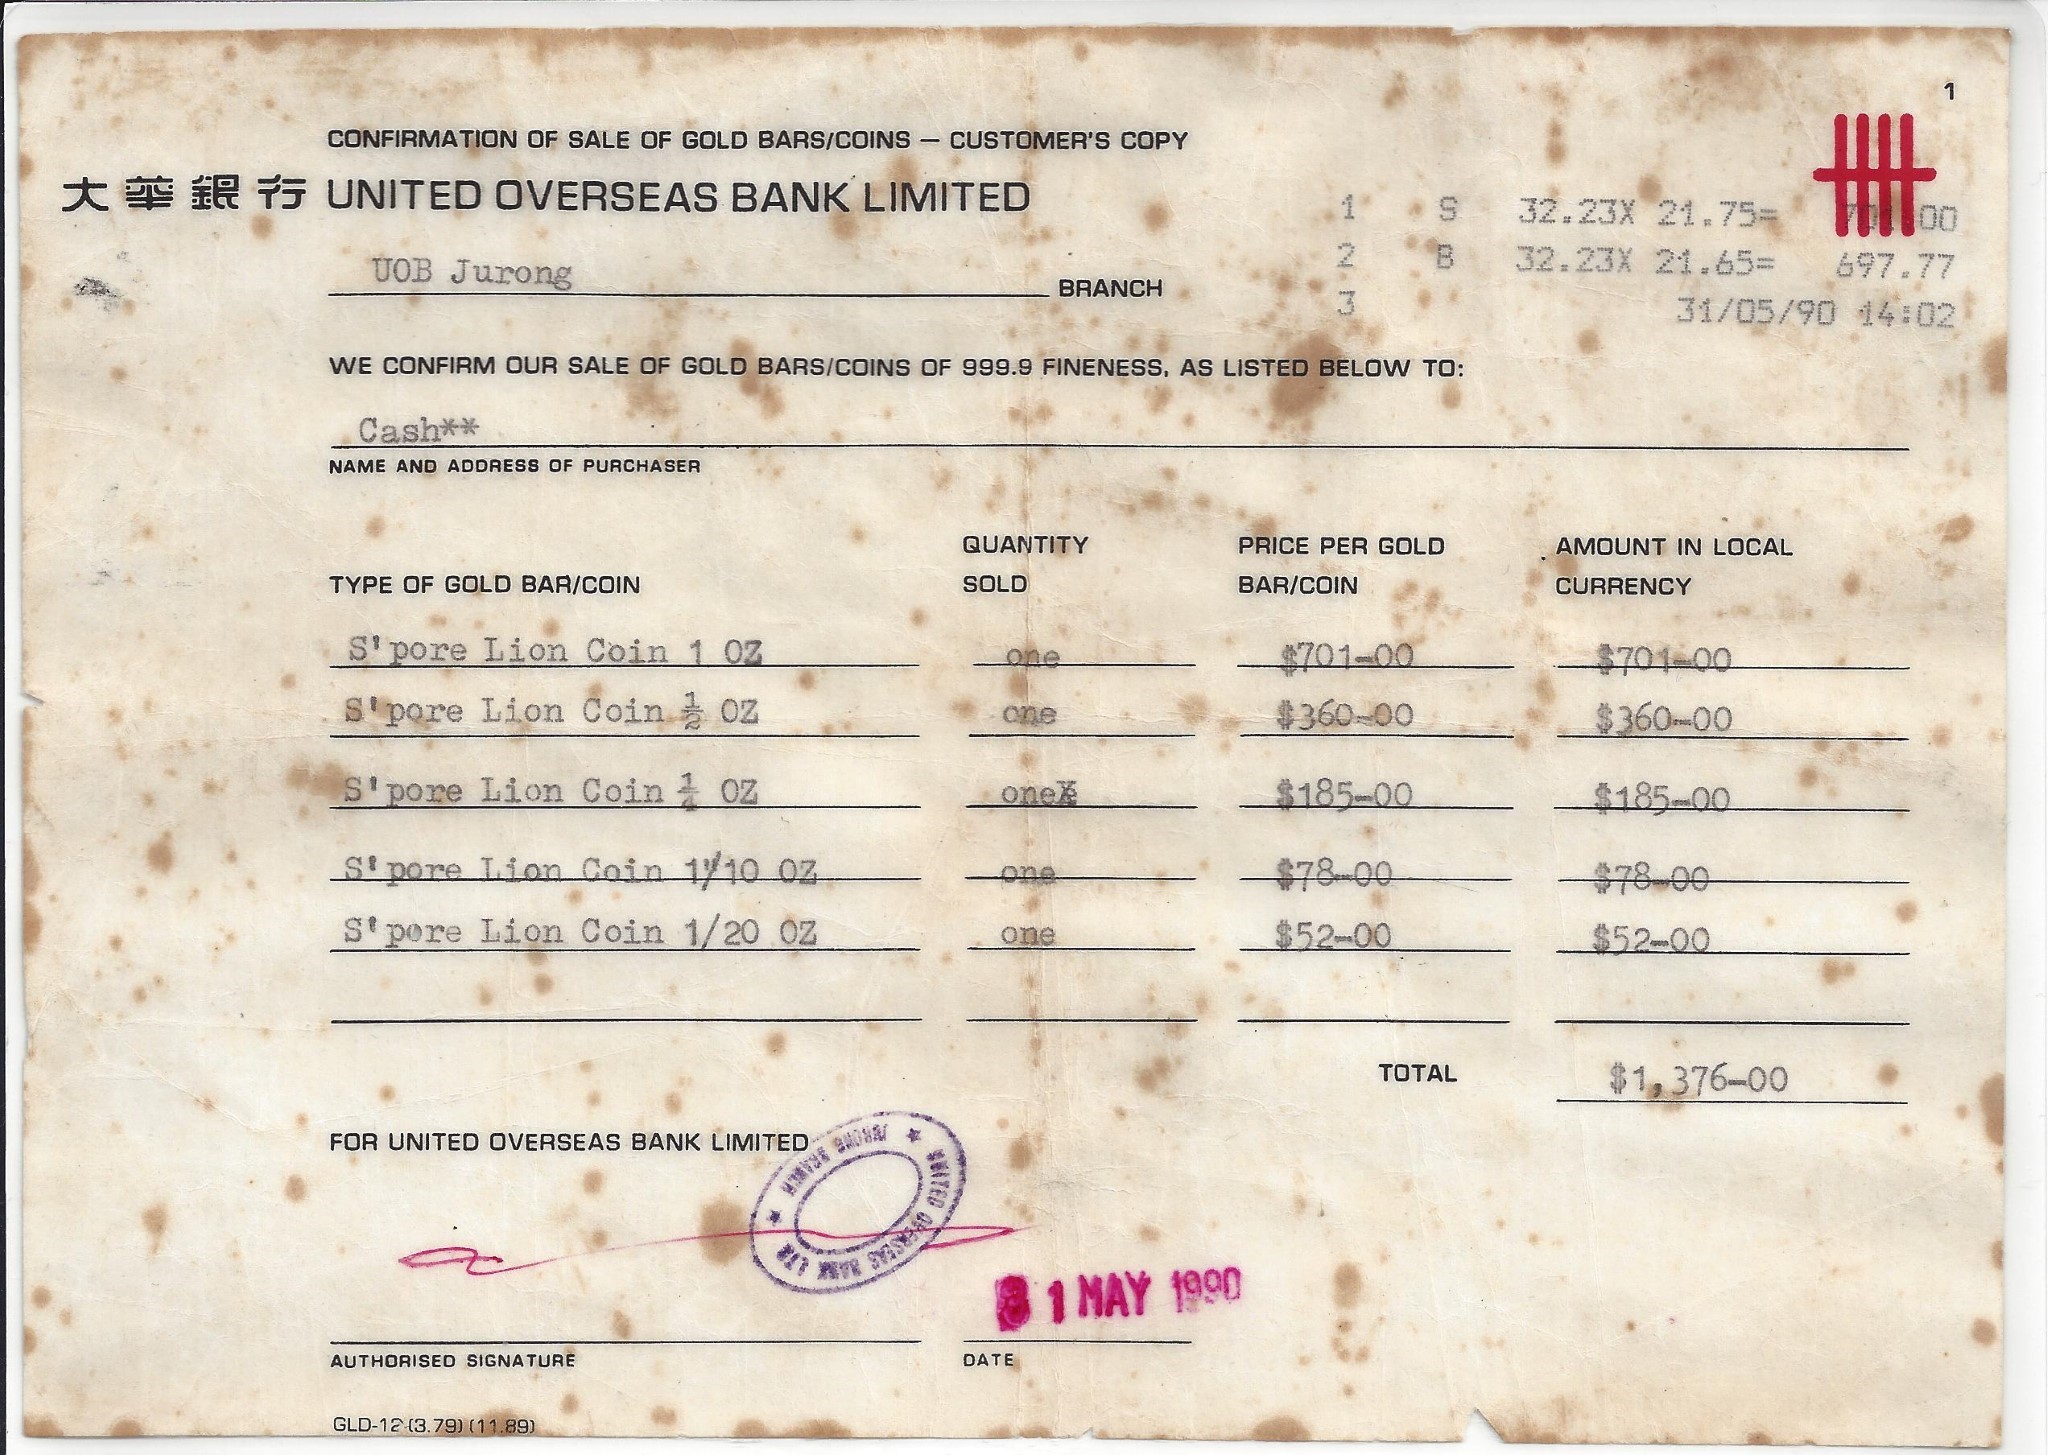 1
CONFIRMATION OF SALE OF GOLD BARS/COINS — CUSTOMER'S COPY
大華銀行 UNITED OVERSEAS BANK LIMITED
1 S 32.23X 21.75= 00
2 B 32.23X 21.65= 697.77
3 31/05/90 14:02
UOB Jurong BRANCH
WE CONFIRM OUR SALE OF GOLD BARS/COINS OF 999.9 FINENESS, AS LISTED BELOW TO:
Cash**
NAME AND ADDRESS OF PURCHASER
TYPE OF GOLD BAR/COIN QUANTITY SOLD PRICE PER GOLD BAR/COIN AMOUNT IN LOCAL CURRENCY
S'pore Lion Coin 1 OZ one $701-00 $701-00
S'pore Lion Coin ½ OZ one $360-00 $360-00
S'pore Lion Coin ¼ OZ one $185-00 $185-00
S'pore Lion Coin 1/10 OZ one $78-00 $78-00
S'pore Lion Coin 1/20 OZ one $52-00 $52-00
TOTAL $1,376-00
FOR UNITED OVERSEAS BANK LIMITED
★ UNITED OVERSEAS BANK LTD ★ JURONG BRANCH
31 MAY 1990
AUTHORISED SIGNATURE DATE
GLD-12 (3.79) (11.89)